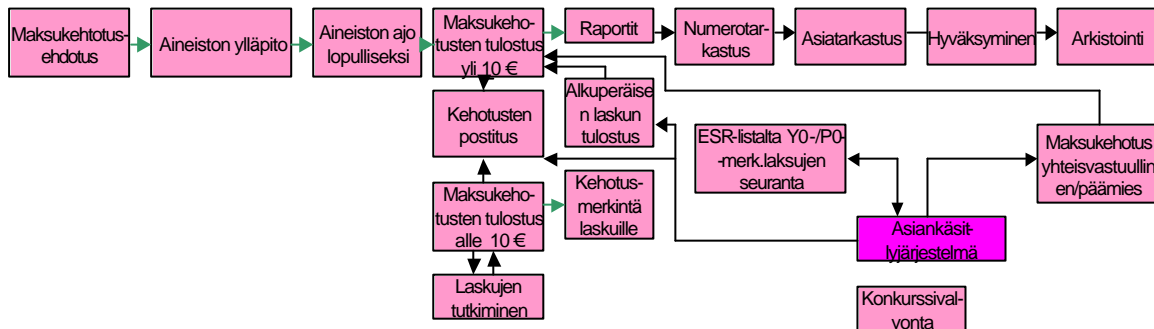 Maksukehtotus-
ehdotus
Aineiston ylläpito
Aineiston ajo
lopulliseksi
Maksukeho-
tusten tulostus
yli 10 €
Raportit
Numerotar-
kastus
Asiatarkastus
Hyväksyminen
Arkistointi
Kehotusten
postitus
Alkuperäise
n laskun
tulostus
ESR-listalta Y0-/P0-
-merk.laksujen
seuranta
Maksukehotus
yhteisvastuullin
en/päämies
Maksukeho-
tusten tulostus
alle 10 €
Kehotus-
merkintä
laskuille
Asiankäsit-
lyjärjestelmä
Laskujen
tutkiminen
Konkurssival-
vonta